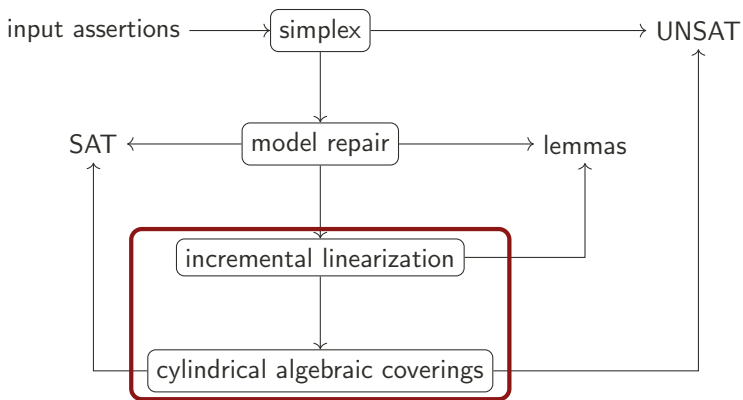 input assertions
simplex
UNSAT
SAT
model repair
lemmas
incremental linearization
cylindrical algebraic coverings